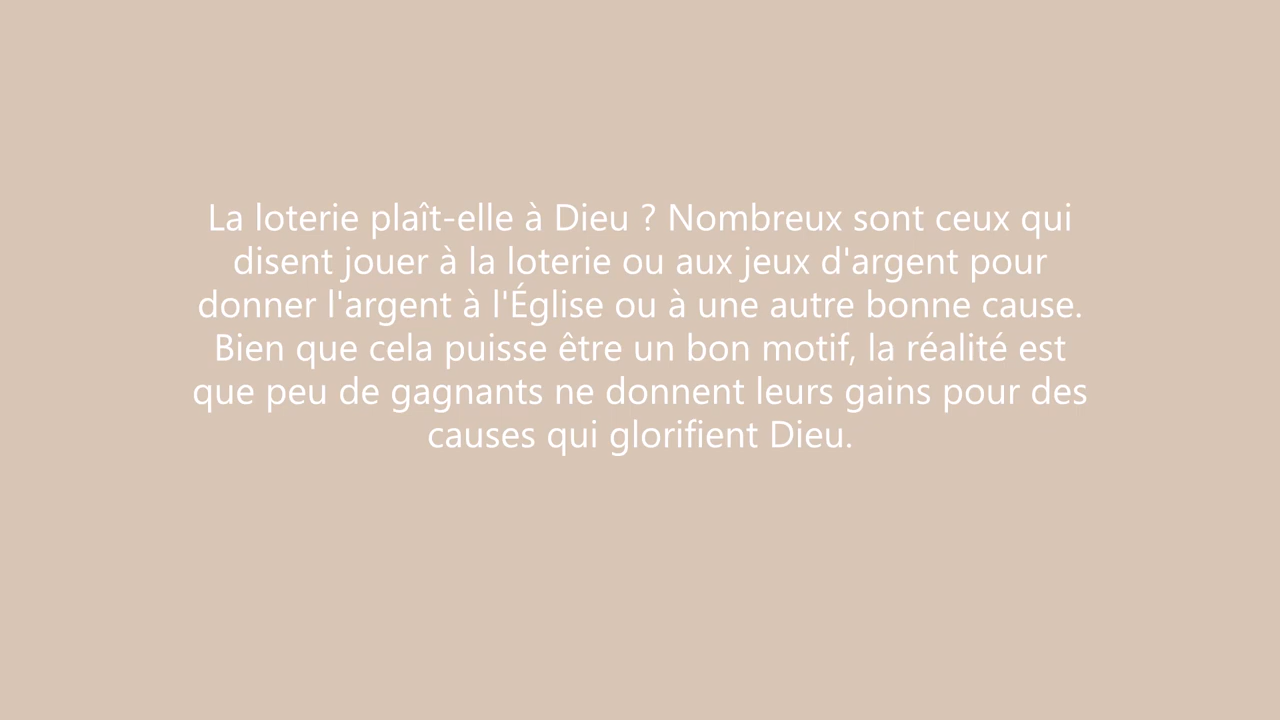 La loterie plaît-elle à Dieu ? Nombreux sont ceux qui
disent jouer à la loterie ou aux jeux d'argent pour
donner l'argent à l'Église ou à une autre bonne cause.
Bien que cela puisse être un bon motif, la réalité est
que peu de gagnants ne donnent leurs gains pour des
causes qui glorifient Dieu.